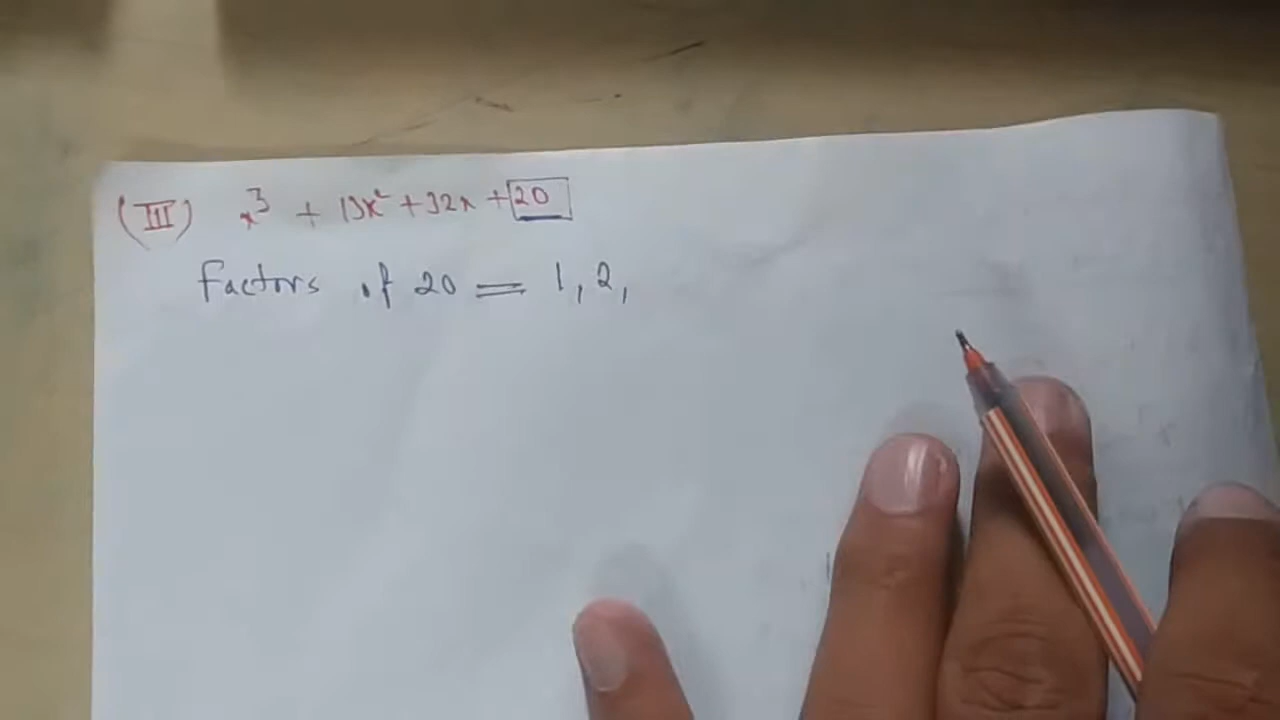 (III) x³ + 13x² + 32x + 20
Factors of 20 = 1, 2,